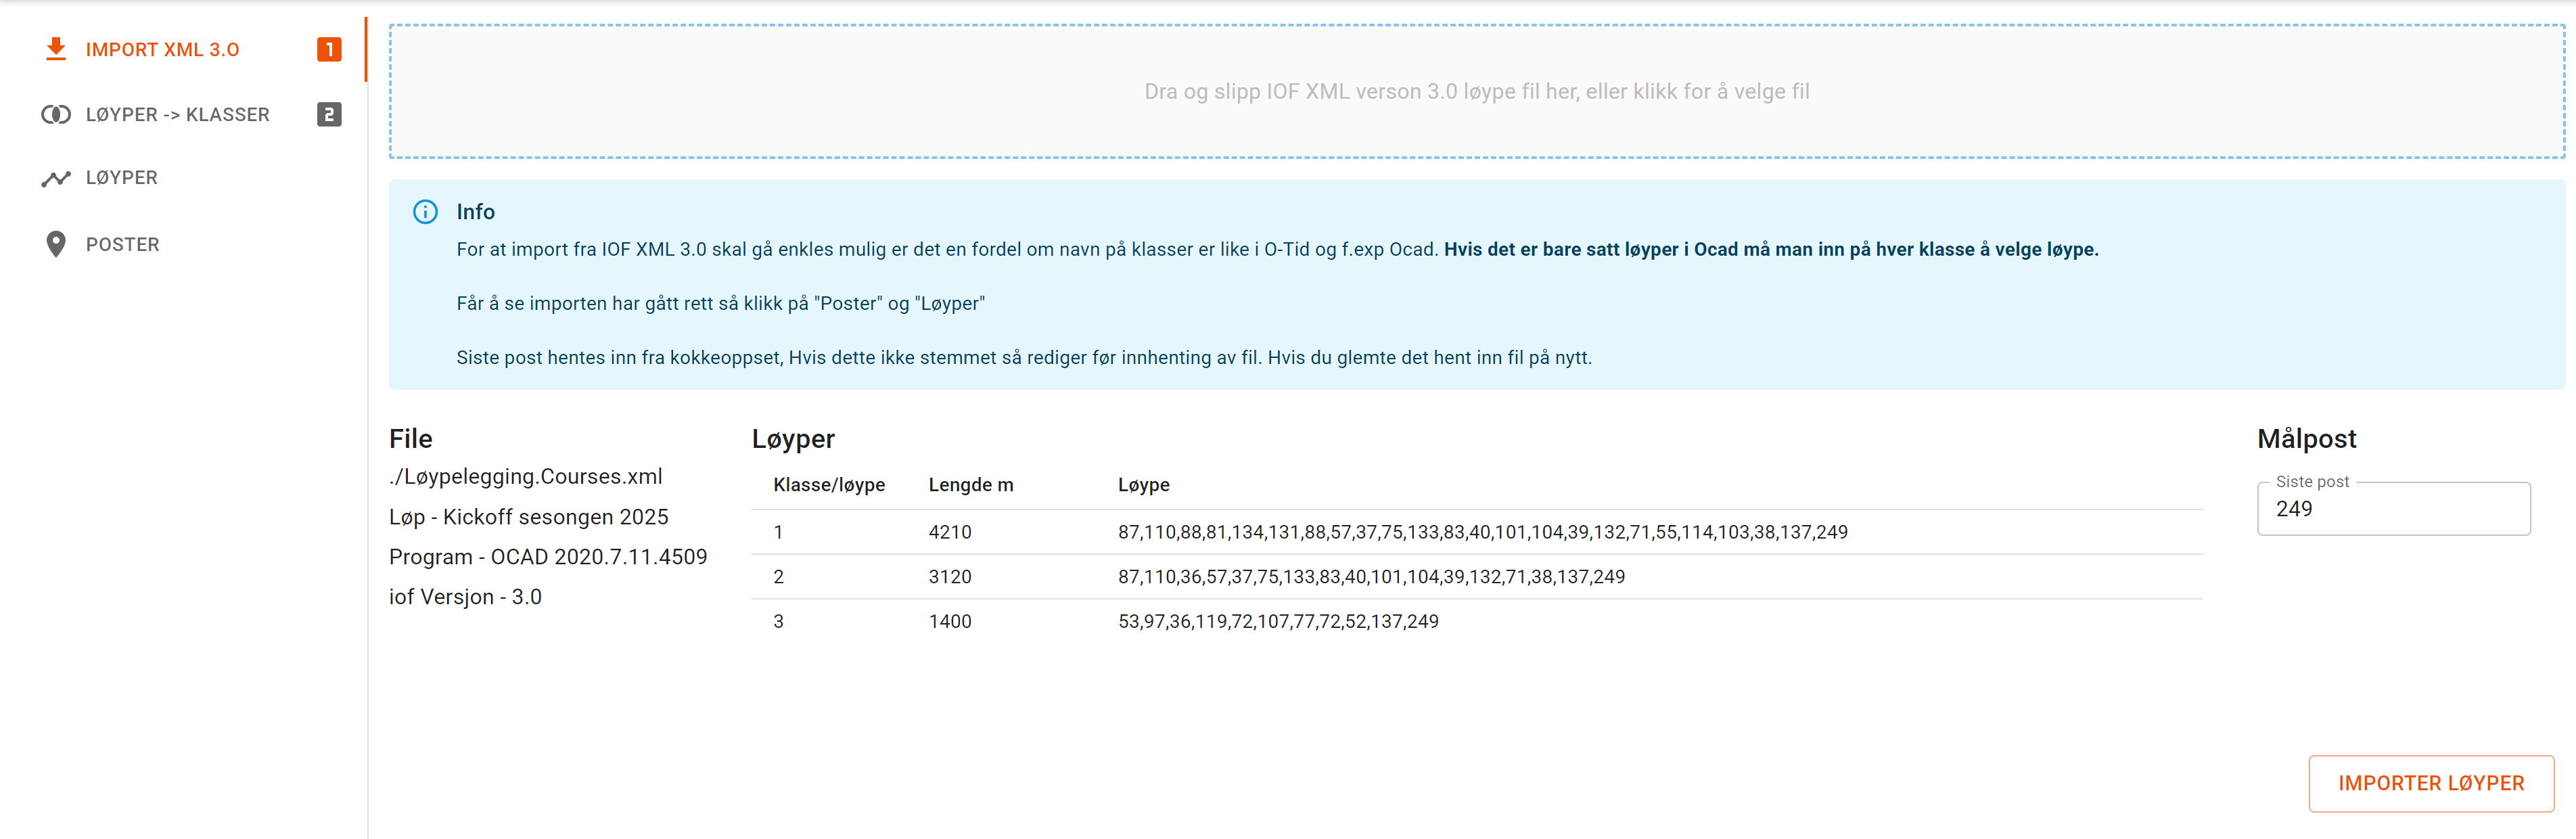 IMPORT XML 3.O 1
LØYPER -> KLASSER 2
LØYPER
POSTER
Dra og slipp IOF XML verson 3.0 løype fil her, eller klikk for å velge fil
Info
For at import fra IOF XML 3.0 skal gå enkles mulig er det en fordel om navn på klasser er like i O-Tid og f.exp Ocad. Hvis det er bare satt løyper i Ocad må man inn på hver klasse å velge løype.
Får å se importen har gått rett så klikk på "Poster" og "Løyper"
Siste post hentes inn fra kokkeoppset, Hvis dette ikke stemmet så rediger før innhenting av fil. Hvis du glemte det hent inn fil på nytt.
File
./Løypelegging.Courses.xml
Løp - Kickoff sesongen 2025
Program - OCAD 2020.7.11.4509
iof Versjon - 3.0
Løyper
Klasse/løype Lengde m Løype
1 4210 87,110,88,81,134,131,88,57,37,75,133,83,40,101,104,39,132,71,55,114,103,38,137,249
2 3120 87,110,36,57,37,75,133,83,40,101,104,39,132,71,38,137,249
3 1400 53,97,36,119,72,107,77,72,52,137,249
Målpost
Siste post
249
IMPORTER LØYPER